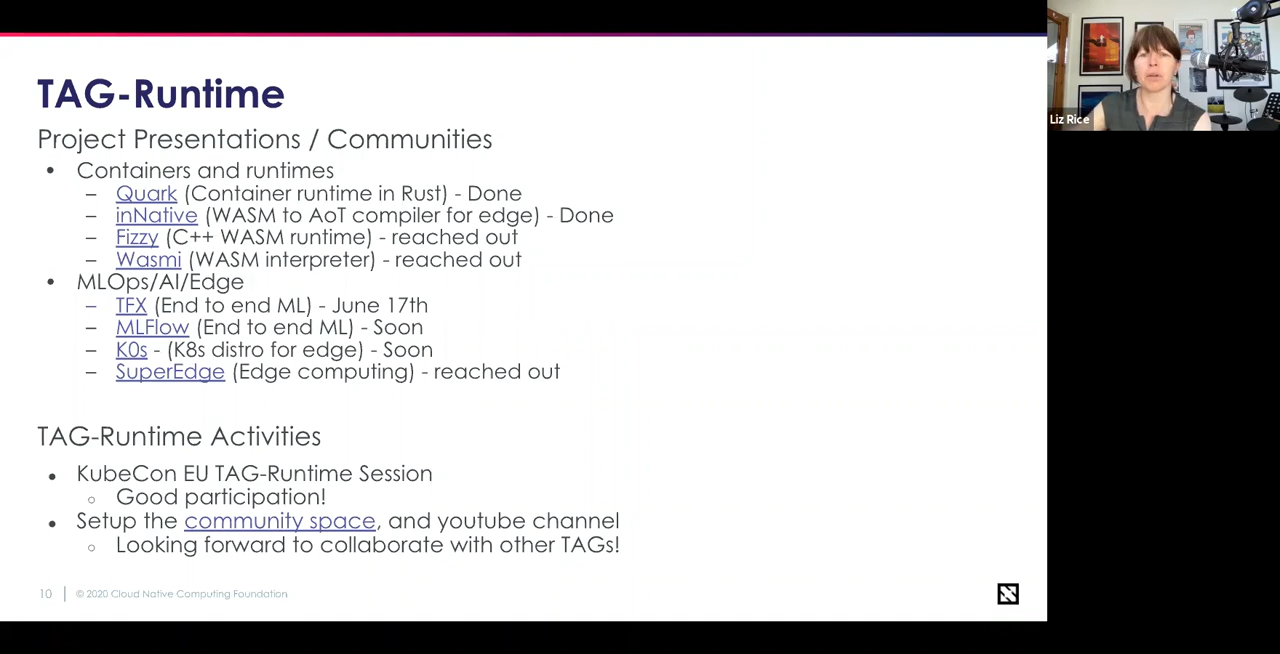 TAG-Runtime
Liz Rice
Project Presentations / Communities
• Containers and runtimes
– Quark (Container runtime in Rust) - Done
– inNative (WASM to AoT compiler for edge) - Done
– Fizzy (C++ WASM runtime) - reached out
– Wasmi (WASM interpreter) - reached out
• MLOps/AI/Edge
– TFX (End to end ML) - June 17th
– MLFlow (End to end ML) - Soon
– K0s - (K8s distro for edge) - Soon
– SuperEdge (Edge computing) - reached out
TAG-Runtime Activities
● KubeCon EU TAG-Runtime Session
○ Good participation!
● Setup the community space, and youtube channel
○ Looking forward to collaborate with other TAGs!
10 | © 2020 Cloud Native Computing Foundation